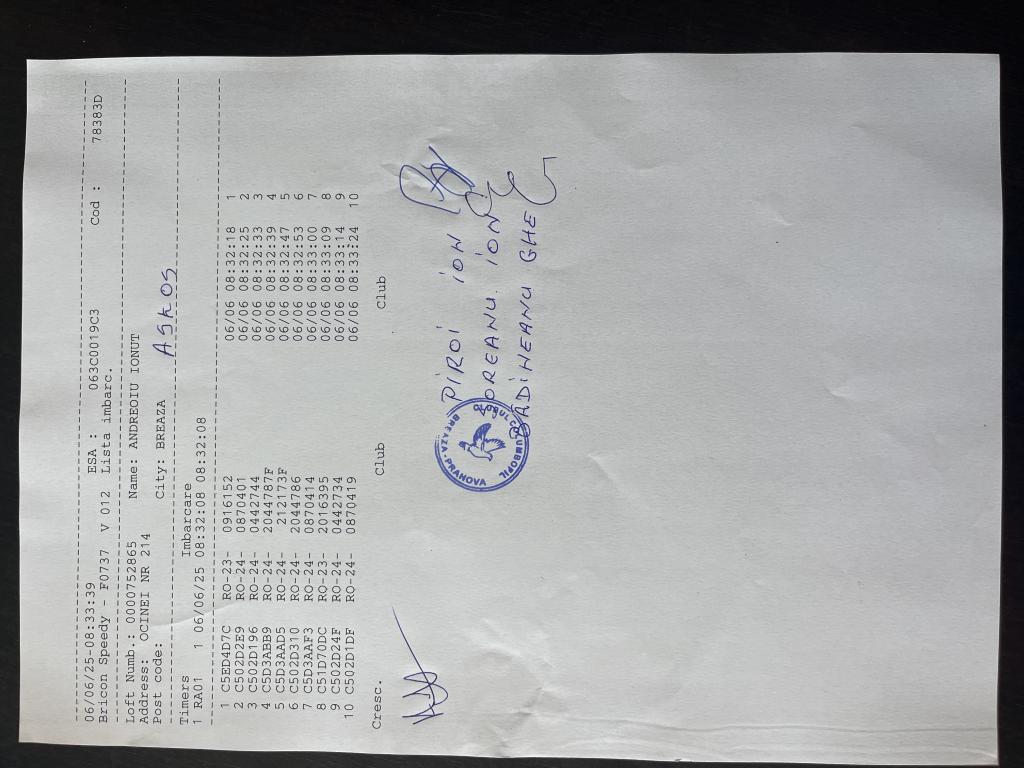 06/06/25-08:33:39 ESA : 063C0019C3 Cod : 78383D
Bricon Speedy - F0737 V 012 Lista imbarc.
Loft Numb.: 0000752865 Name: ANDREOIU IONUT
Address: OCINEI NR 214
Post code: City: BREAZA ASKOS
Timers Imbarcare
1 RA01 1 06/06/25 08:32:08 08:32:08
1 C5ED4D7C RO-23- 0916152 06/06 08:32:18 1
2 C502D2E9 RO-24- 0870401 06/06 08:32:25 2
3 C502D196 RO-24- 0442744 06/06 08:32:33 3
4 C5D3ABB9 RO-24- 2044787F 06/06 08:32:39 4
5 C5D3AAD5 RO-24- 212173F 06/06 08:32:47 5
6 C502D310 RO-24- 2044786 06/06 08:32:53 6
7 C5D3AAF3 RO-24- 0870414 06/06 08:33:00 7
8 C51D70DC RO-23- 2016395 06/06 08:33:09 8
9 C502D24F RO-24- 0442734 06/06 08:33:14 9
10 C502D1DF RO-24- 0870419 06/06 08:33:24 10
Cresc. Club Club
PIROI ION
LOREANU ION
BADINEANU GHE
BREAZA-PRAHOVA
CLUBUL COLUMBOFIL